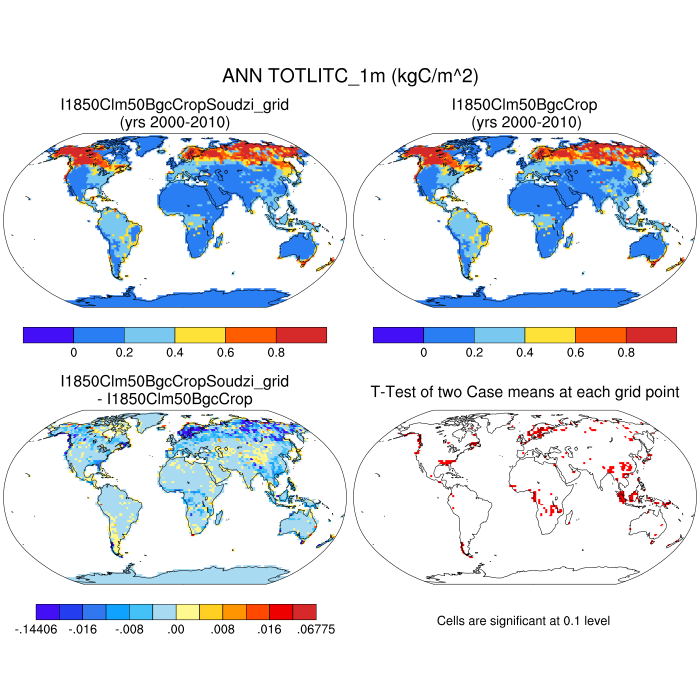 ANN TOTLITC_1m (kgC/m^2)
I1850Clm50BgcCropSoudzi_grid
(yrs 2000-2010)
I1850Clm50BgcCrop
(yrs 2000-2010)
0 0.2 0.4 0.6 0.8
0 0.2 0.4 0.6 0.8
I1850Clm50BgcCropSoudzi_grid
- I1850Clm50BgcCrop
T-Test of two Case means at each grid point
-.14406 -.016 -.008 .00 .008 .016 .06775
Cells are significant at 0.1 level